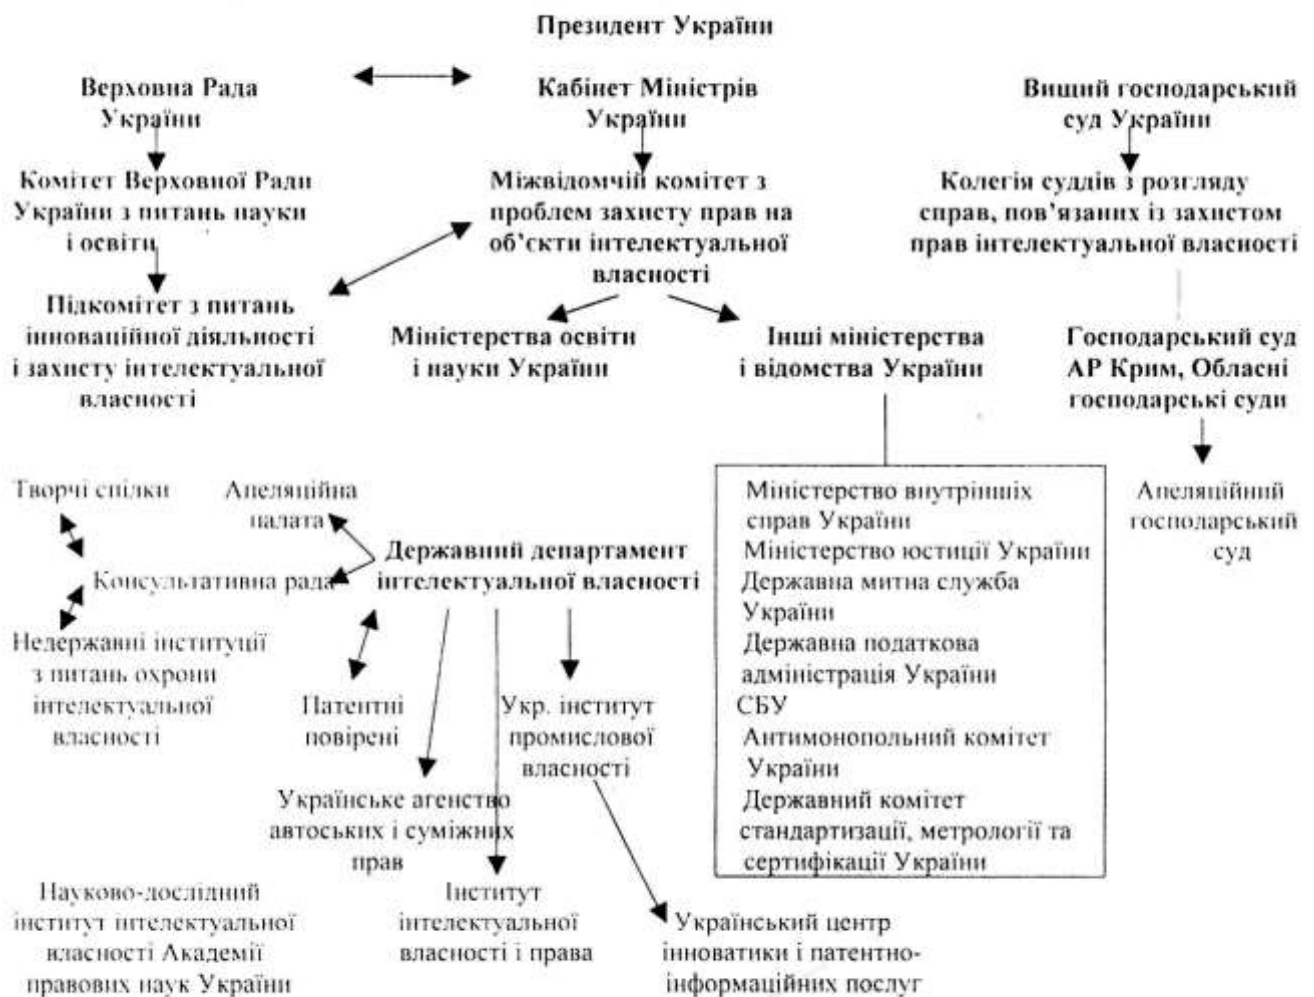 Президент України
Верховна Рада
України
Кабінет Міністрів
України
Вищий господарський
суд України
Комітет Верховної Ради
України з питань науки
і освіти
Міжвідомчій комітет з
проблем захисту прав на
об’єкти інтелектуальної
власності
Колегія суддів з розгляду
справ, пов’язаних із захистом
прав інтелектуальної власності
Підкомітет з питань
інноваційної діяльності
і захисту інтелектуальної
власності
Міністерства освіти
і науки України
Інші міністерства
і відомства України
Господарський суд
АР Крим, Обласні
господарські суди
Творчі спілки
Апеляційна
палата
Державний департамент
інтелектуальної власності
Консультативна рада
Недержавні інституції
з питань охорони
інтелектуальної
власності
Патентні
повірені
Укр. інститут
промислової
власності
Українське агенство
автоських і суміжних
прав
Міністерство внутрішніх
справ України
Міністерство юстиції України
Державна митна служба
України
Державна податкова
адміністрація України
СБУ
Антимонопольний комітет
України
Державний комітет
стандартизації, метрології та
сертифікації України
Апеляційний
господарський
суд
Науково-дослідний
інститут інтелектуальної
власності Академії
правових наук України
Інститут
інтелектуальної
власності і права
Український центр
інноватики і патентно-
інформаційних послуг